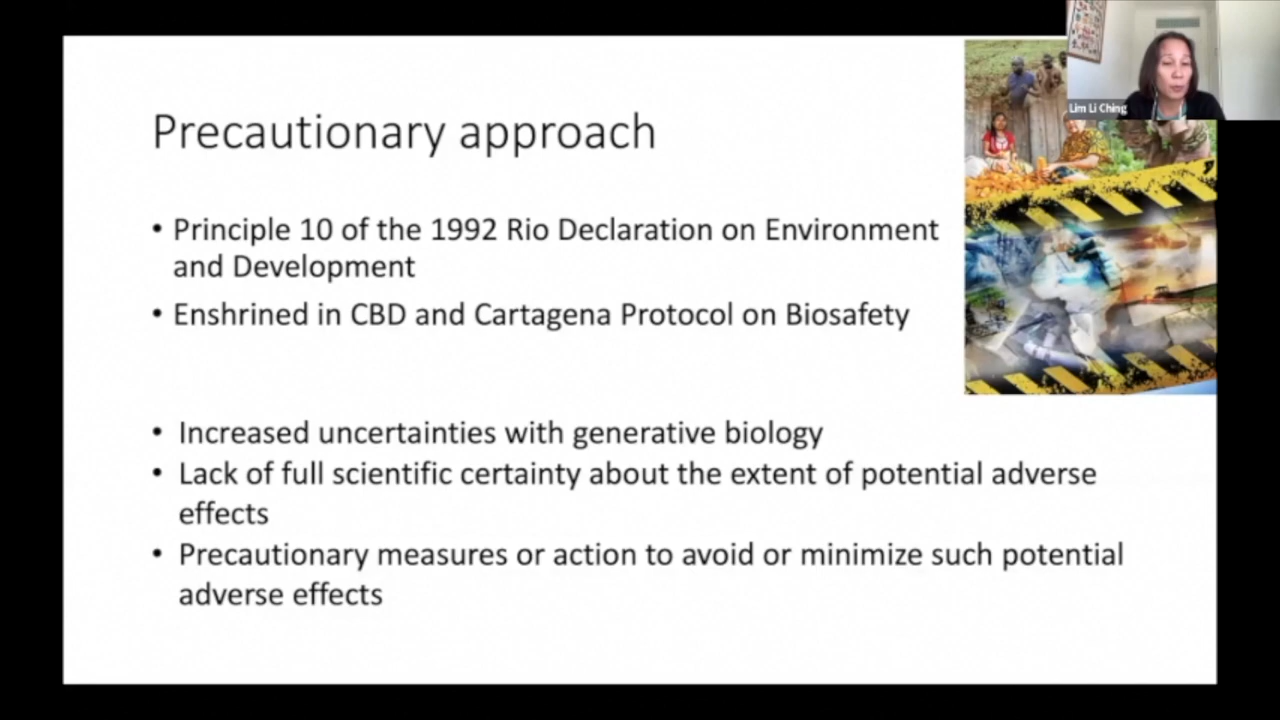 Lim Li Ching
Precautionary approach
• Principle 10 of the 1992 Rio Declaration on Environment
and Development
• Enshrined in CBD and Cartagena Protocol on Biosafety
• Increased uncertainties with generative biology
• Lack of full scientific certainty about the extent of potential adverse
effects
• Precautionary measures or action to avoid or minimize such potential
adverse effects